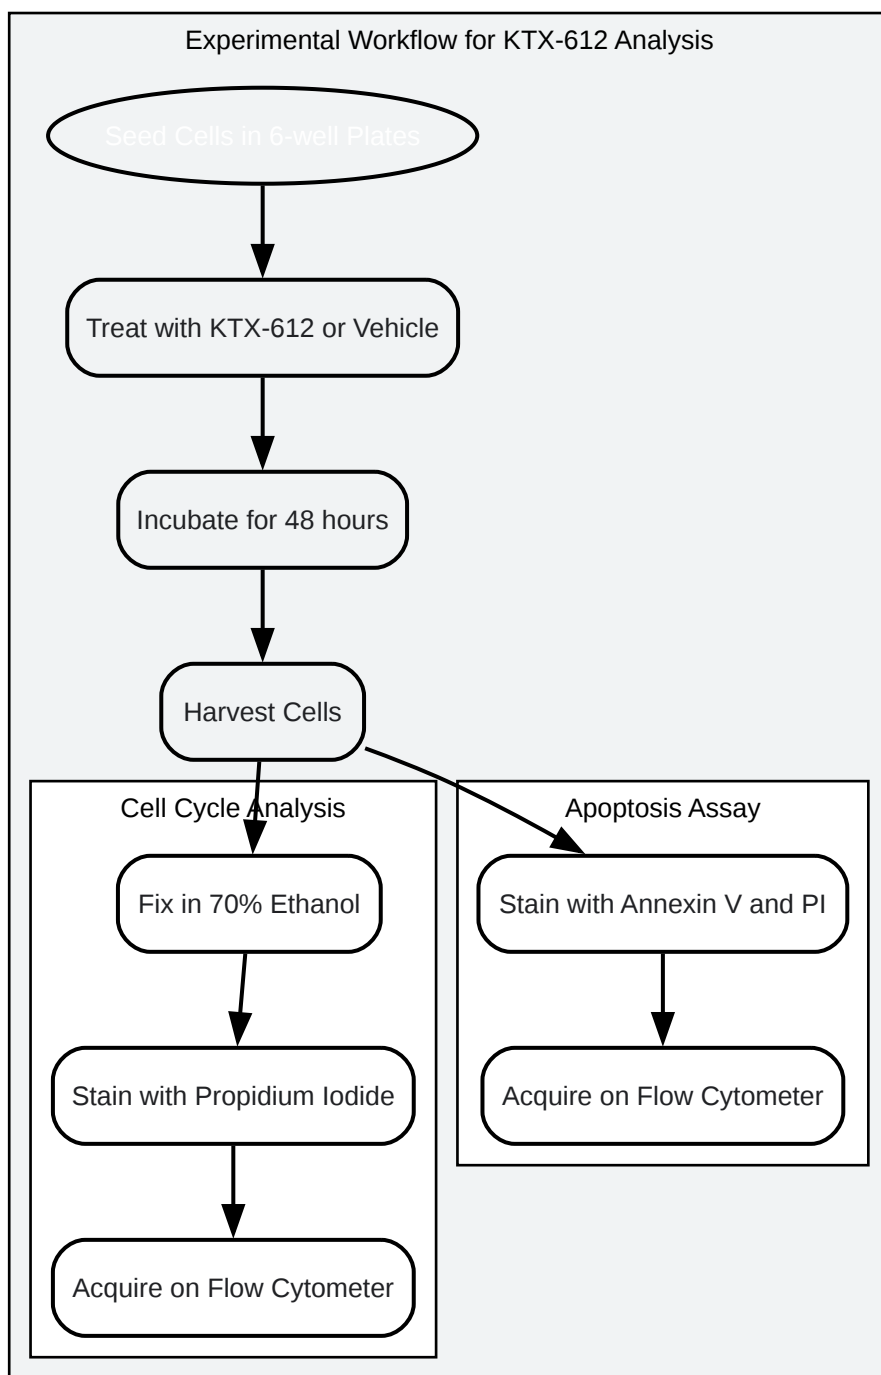 Experimental Workflow for KTX-612 Analysis
Seed Cells in 6-well Plates
Treat with KTX-612 or Vehicle
Incubate for 48 hours
Harvest Cells
Cell Cycle Analysis
Fix in 70% Ethanol
Stain with Propidium Iodide
Acquire on Flow Cytometer
Apoptosis Assay
Stain with Annexin V and PI
Acquire on Flow Cytometer